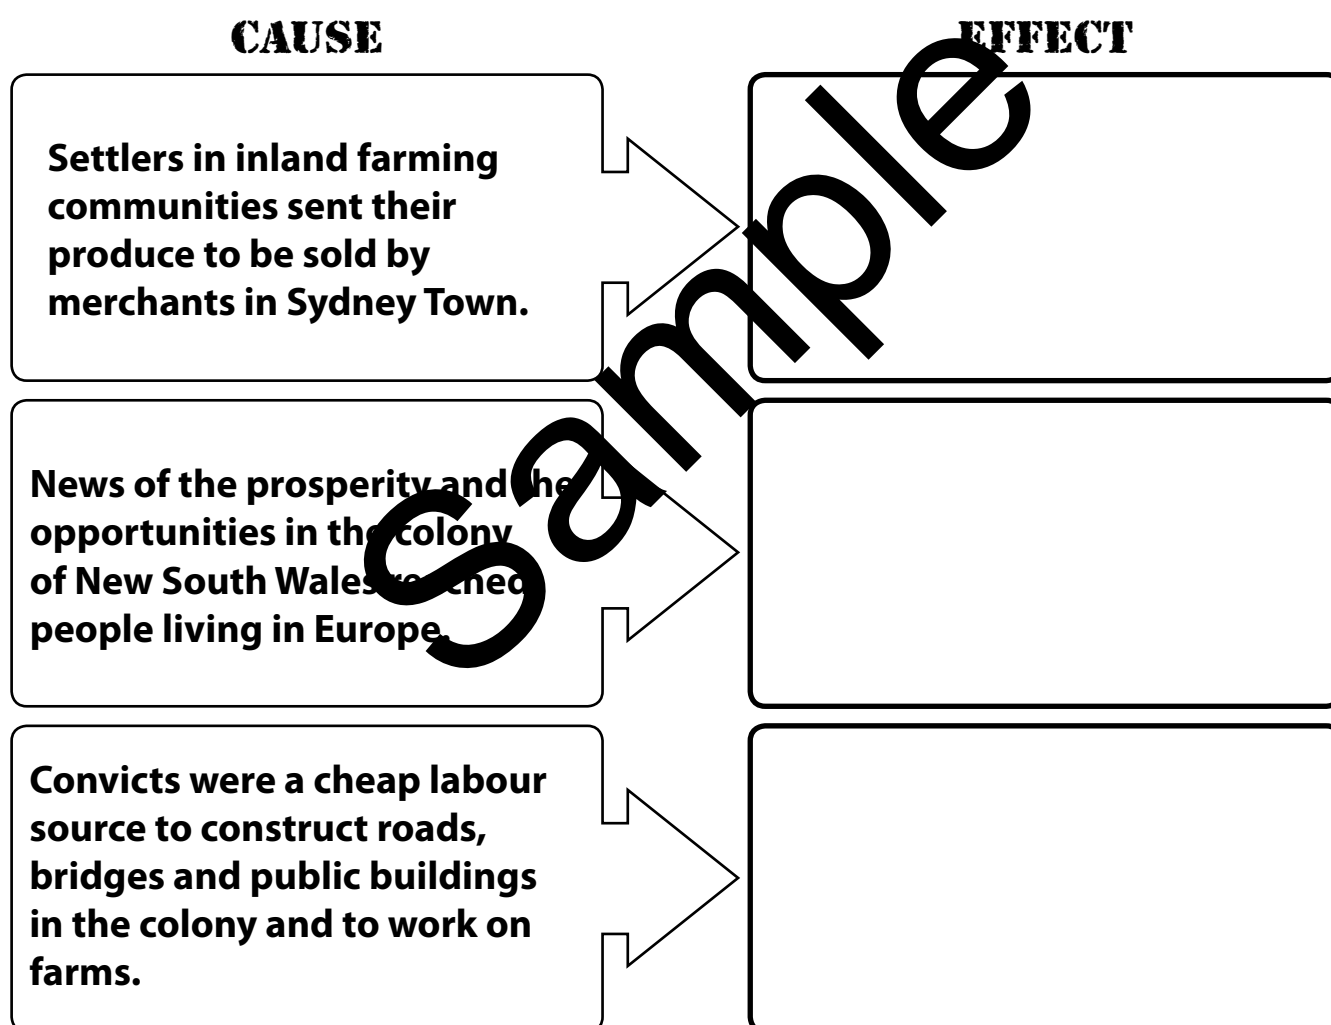 CAUSE
EFFECT
Settlers in inland farming
communities sent their
produce to be sold by
merchants in Sydney Town.
News of the prosperity and the
opportunities in the colony
of New South Wales reached
people living in Europe.
Convicts were a cheap labour
source to construct roads,
bridges and public buildings
in the colony and to work on
farms.
Sample